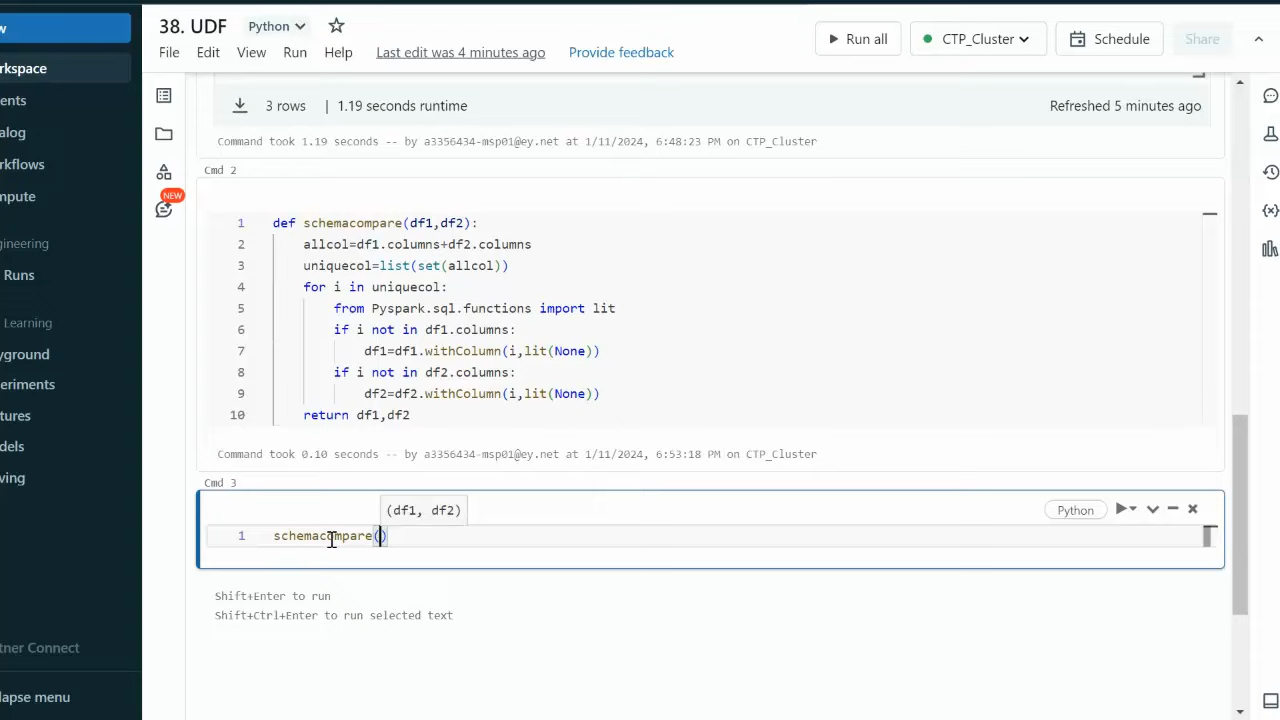 38. UDF Python
File Edit View Run Help Last edit was 4 minutes ago Provide feedback
Run all CTP_Cluster Schedule Share
w
rkspace
ents
alog
rkflows
mpute
gineering
Runs
Learning
yground
eriments
tures
dels
ving
tner Connect
lapse menu
NEW
3 rows | 1.19 seconds runtime Refreshed 5 minutes ago
Command took 1.19 seconds -- by a3356434-msp01@ey.net at 1/11/2024, 6:48:23 PM on CTP_Cluster
Cmd 2
1 def schemacompare(df1,df2):
2 allcol=df1.columns+df2.columns
3 uniquecol=list(set(allcol))
4 for i in uniquecol:
5 from Pyspark.sql.functions import lit
6 if i not in df1.columns:
7 df1=df1.withColumn(i,lit(None))
8 if i not in df2.columns:
9 df2=df2.withColumn(i,lit(None))
10 return df1,df2
Command took 0.10 seconds -- by a3356434-msp01@ey.net at 1/11/2024, 6:53:18 PM on CTP_Cluster
Cmd 3
(df1, df2)
Python
1 schemacompare()
Shift+Enter to run
Shift+Ctrl+Enter to run selected text